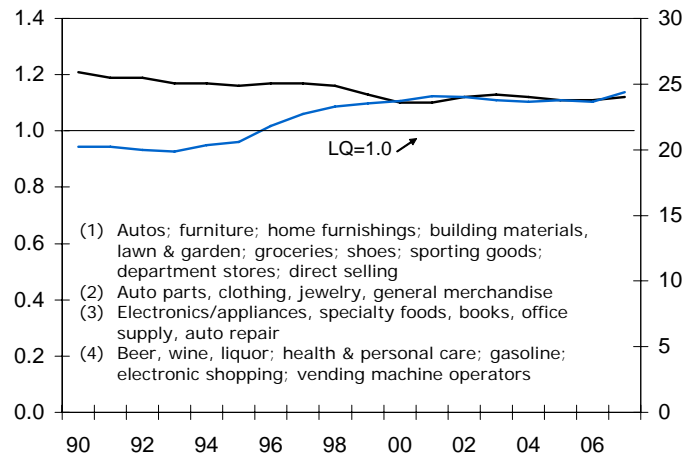 1.4
30
1.2
25
1.0
20
LQ=1.0
0.8
15
0.6
(1) Autos; furniture; home furnishings; building materials,
lawn & garden; groceries; shoes; sporting goods;
department stores; direct selling
10
0.4
(2) Auto parts, clothing, jewelry, general merchandise
(3) Electronics/appliances, specialty foods, books, office
supply, auto repair
5
0.2
(4) Beer, wine, liquor; health & personal care; gasoline;
electronic shopping; vending machine operators
0.0
0
90 92 94 96 98 00 02 04 06